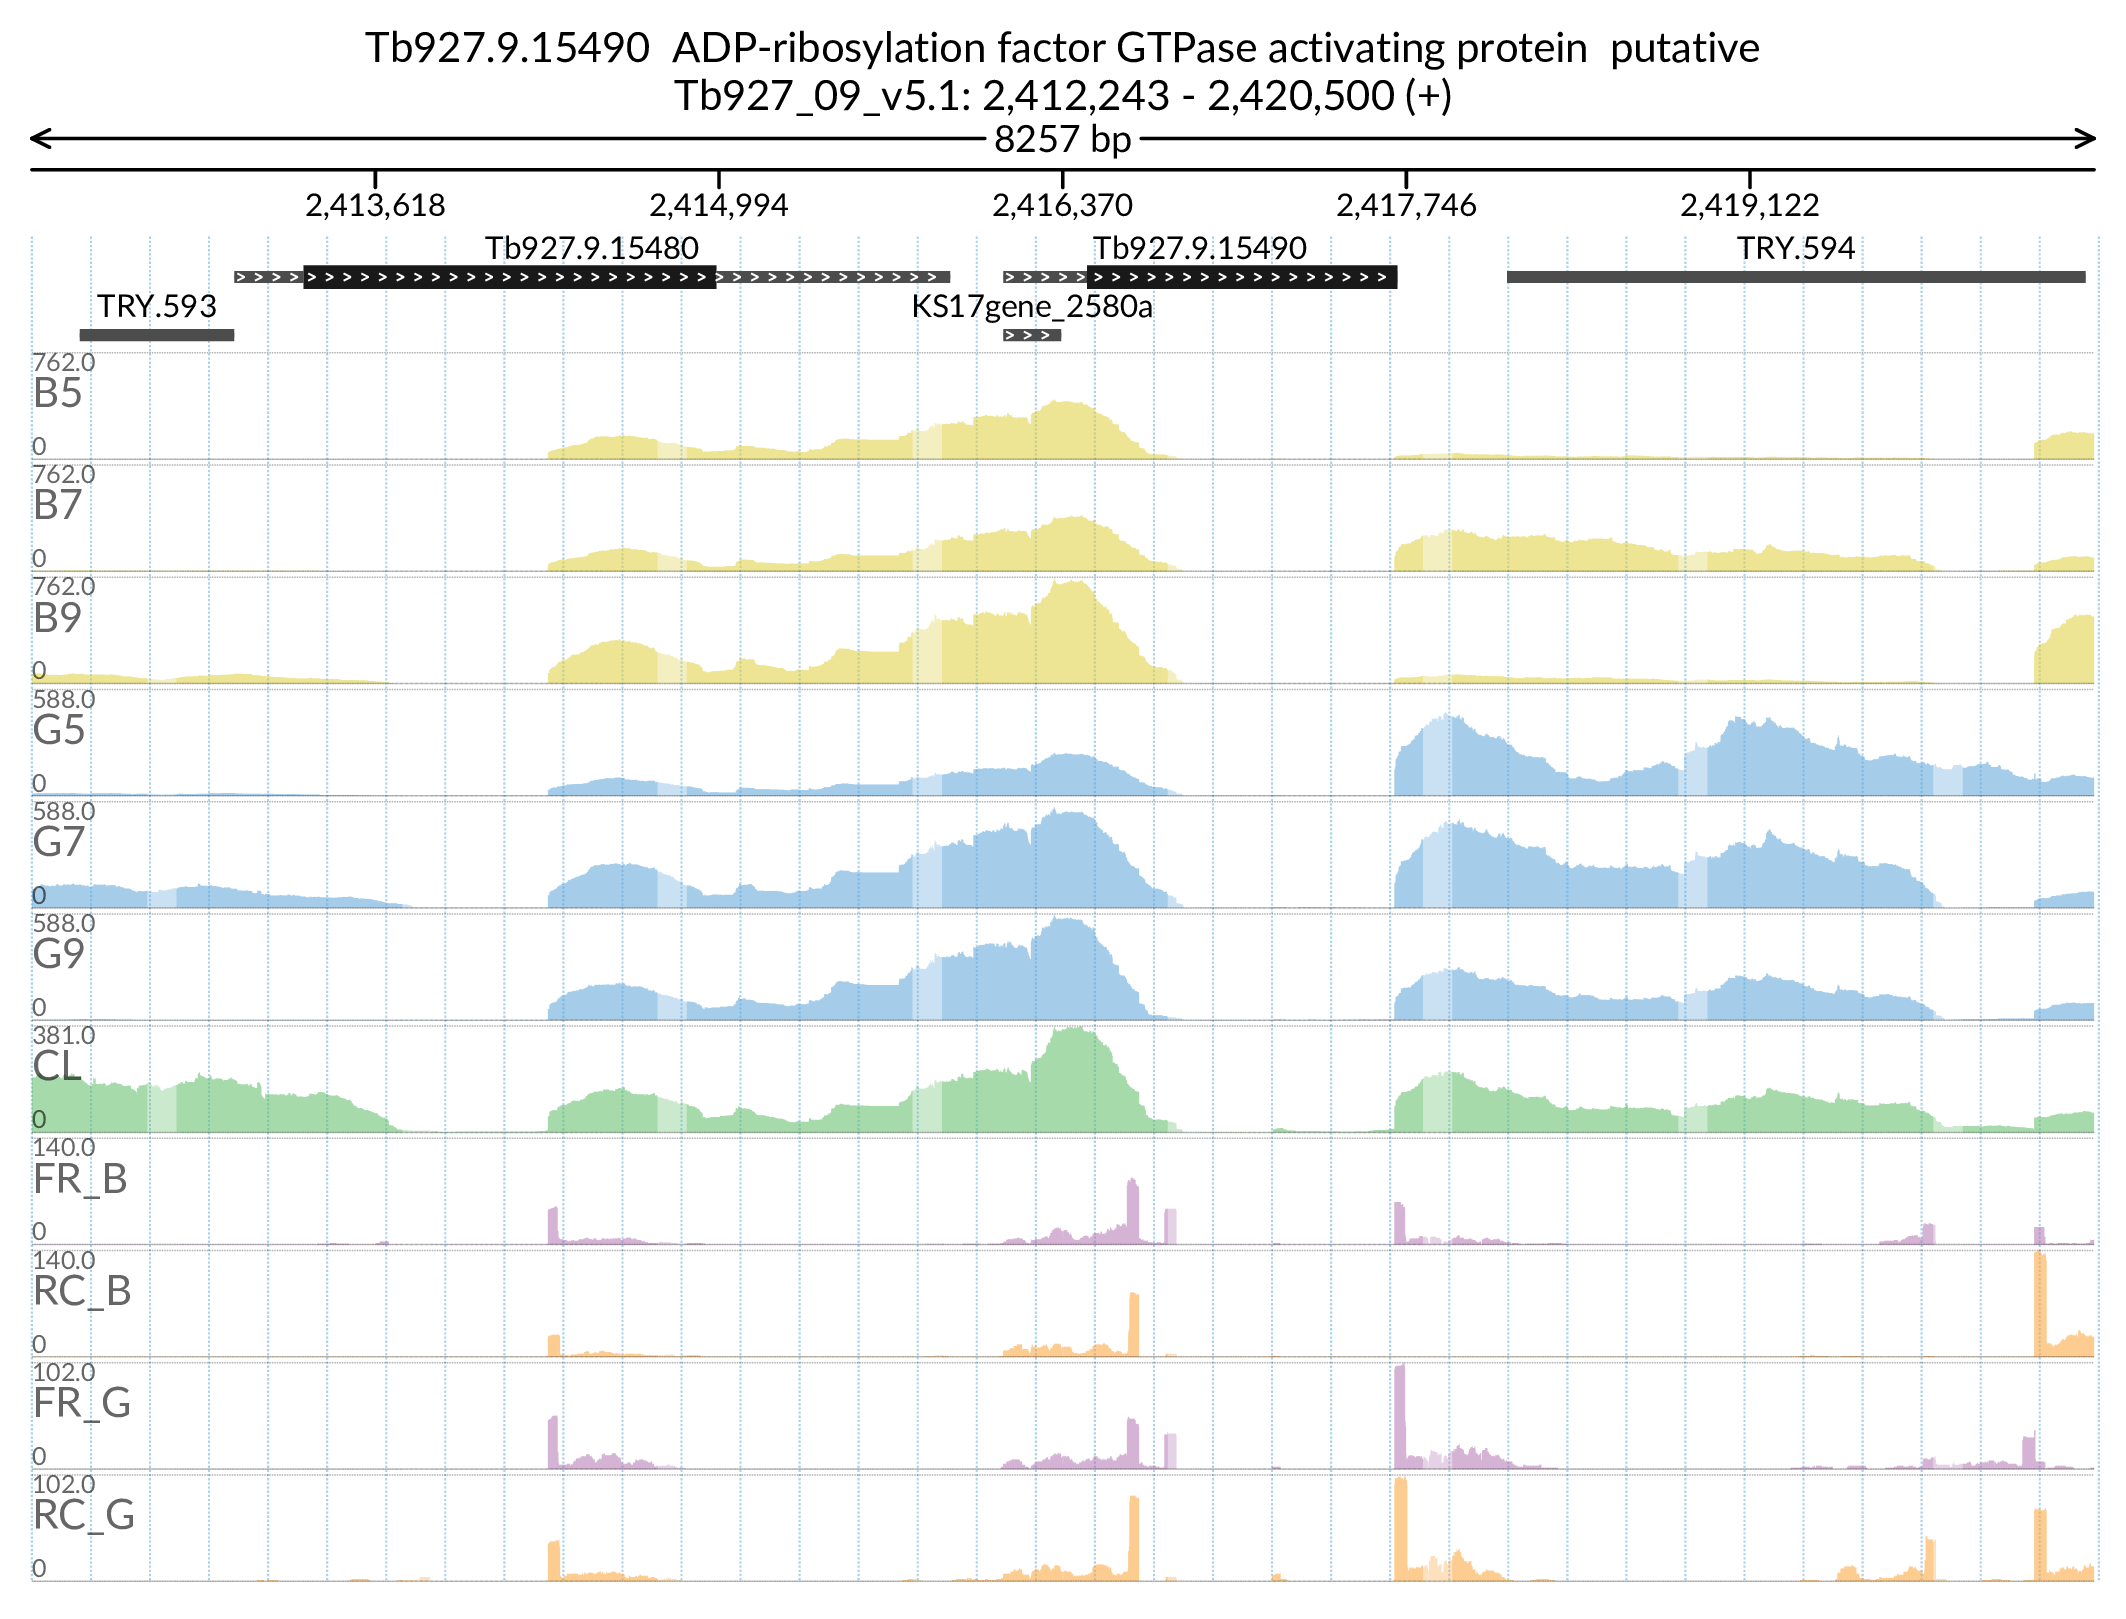 Tb927.9.15490  ADP-ribosylation factor GTPase activating protein  putative
Tb927_09_v5.1: 2,412,243 - 2,420,500 (+)
8257 bp
2,413,618 2,414,994 2,416,370 2,417,746 2,419,122
Tb927.9.15480 Tb927.9.15490 TRY.594
TRY.593 KS17gene_2580a
762.0
B5
0
762.0
B7
0
762.0
B9
0
588.0
G5
0
588.0
G7
0
588.0
G9
0
381.0
CL
0
140.0
FR_B
0
140.0
RC_B
0
102.0
FR_G
0
102.0
RC_G
0